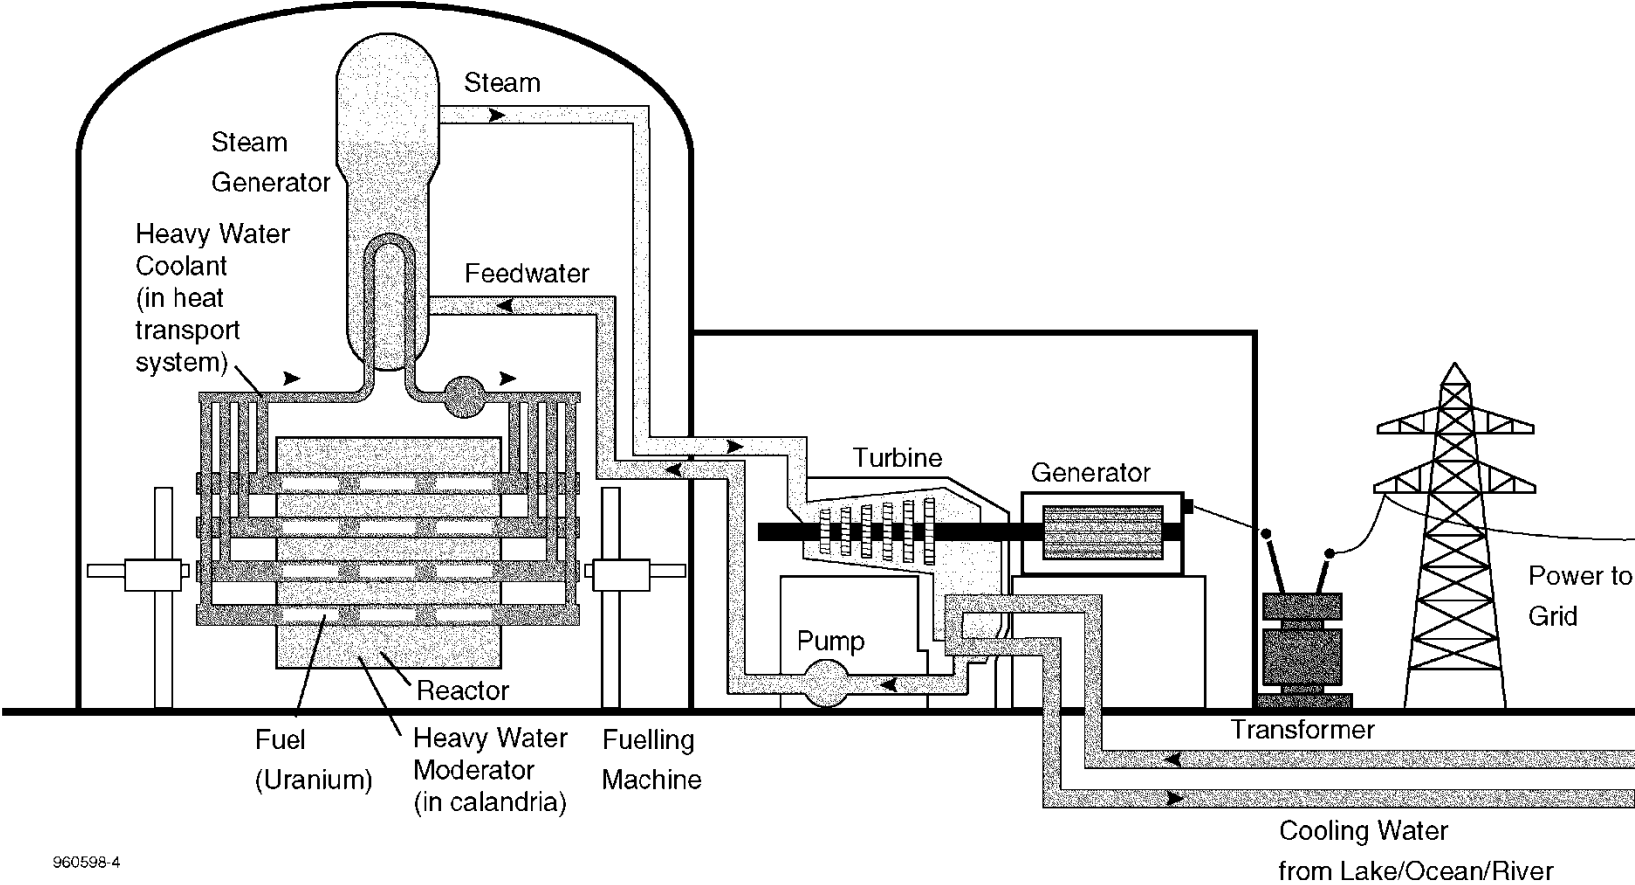 Steam
Steam
Generator
Heavy Water
Coolant
(in heat
transport
system)
Feedwater
Turbine
Generator
Power to
Grid
Pump
Reactor
Transformer
Fuel
(Uranium)
Heavy Water
Moderator
(in calandria)
Fuelling
Machine
Cooling Water
from Lake/Ocean/River
960598-4